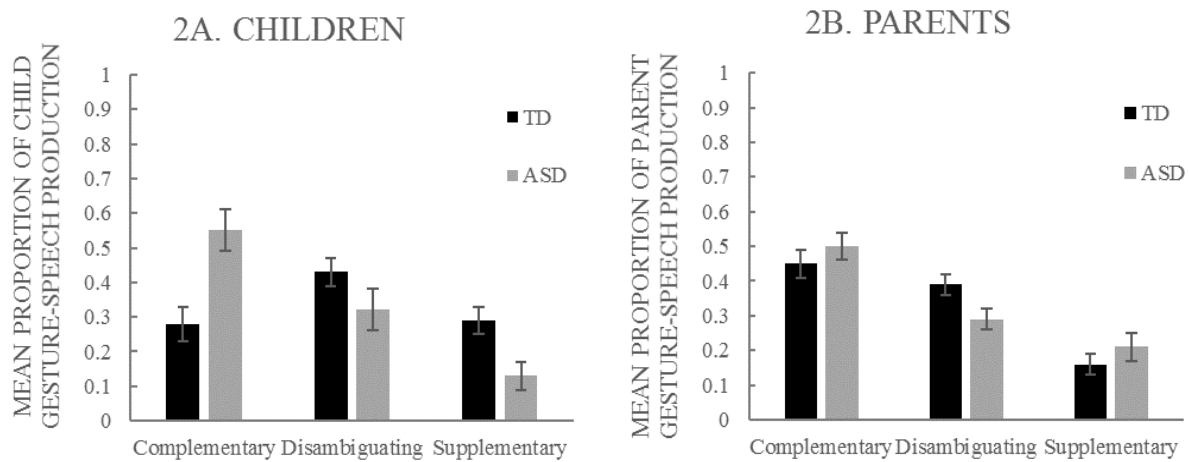 2A. CHILDREN
MEAN PROPORTION OF CHILD
GESTURE-SPEECH PRODUCTION
1
0.9
0.8
0.7
0.6
0.5
0.4
0.3
0.2
0.1
0
TD
ASD
Complementary Disambiguating Supplementary
2B. PARENTS
MEAN PROPORTION OF PARENT
GESTURE-SPEECH PRODUCTION
1
0.9
0.8
0.7
0.6
0.5
0.4
0.3
0.2
0.1
0
TD
ASD
Complementary Disambiguating Supplementary